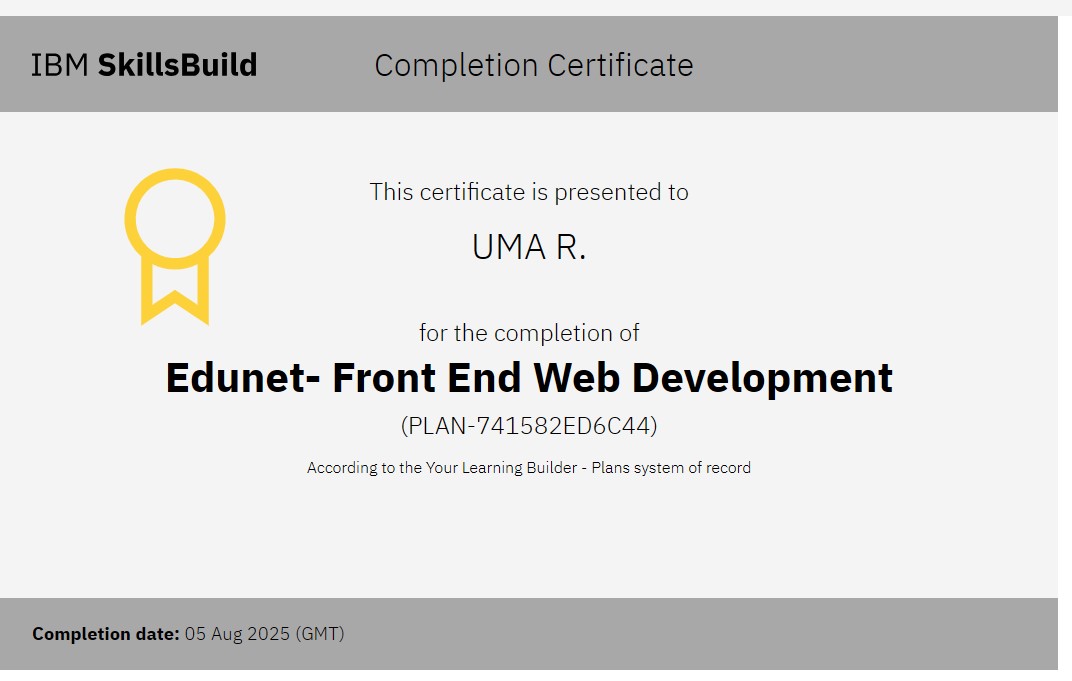 IBM SkillsBuild
Completion Certificate
This certificate is presented to
UMA R.
for the completion of
Edunet- Front End Web Development
(PLAN-741582ED6C44)
According to the Your Learning Builder - Plans system of record
Completion date: 05 Aug 2025 (GMT)